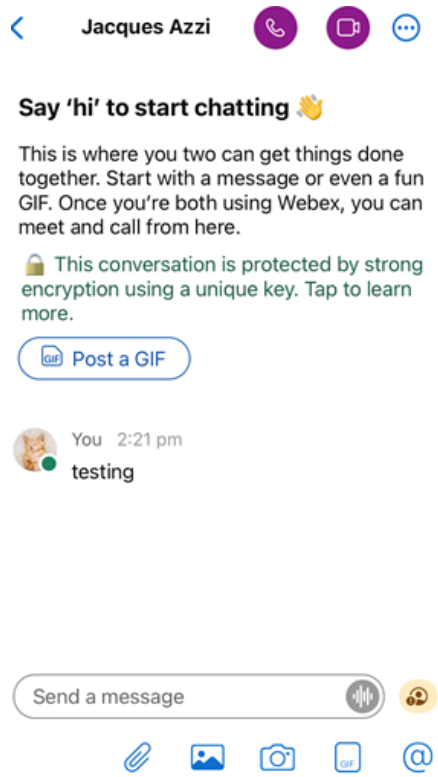 Jacques Azzi
Say ‘hi’ to start chatting 👋
This is where you two can get things done
together. Start with a message or even a fun
GIF. Once you’re both using Webex, you can
meet and call from here.
This conversation is protected by strong
encryption using a unique key. Tap to learn
more.
GIF Post a GIF
You 2:21 pm
testing
Send a message
GIF
@